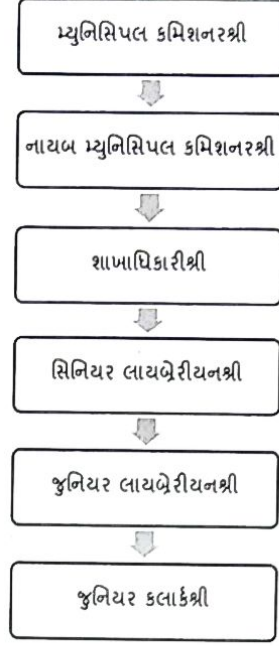 મ્યુનિસિપલ કમિશનરશ્રી
નાયબ મ્યુનિસિપલ કમિશનરશ્રી
શાખાધિકારીશ્રી
સિનિયર લાયબ્રેરીયનશ્રી
જુનિયર લાયબ્રેરીયનશ્રી
જુનિયર કલાર્કશ્રી